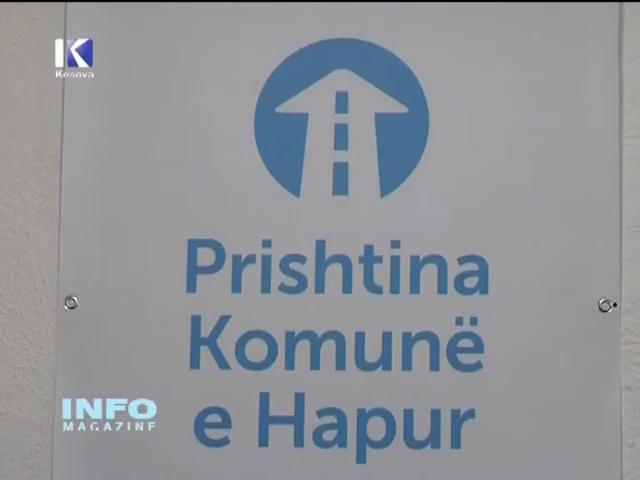 K
Kosova
Prishtina
Komunë
e Hapur
INFO
MAGAZINE